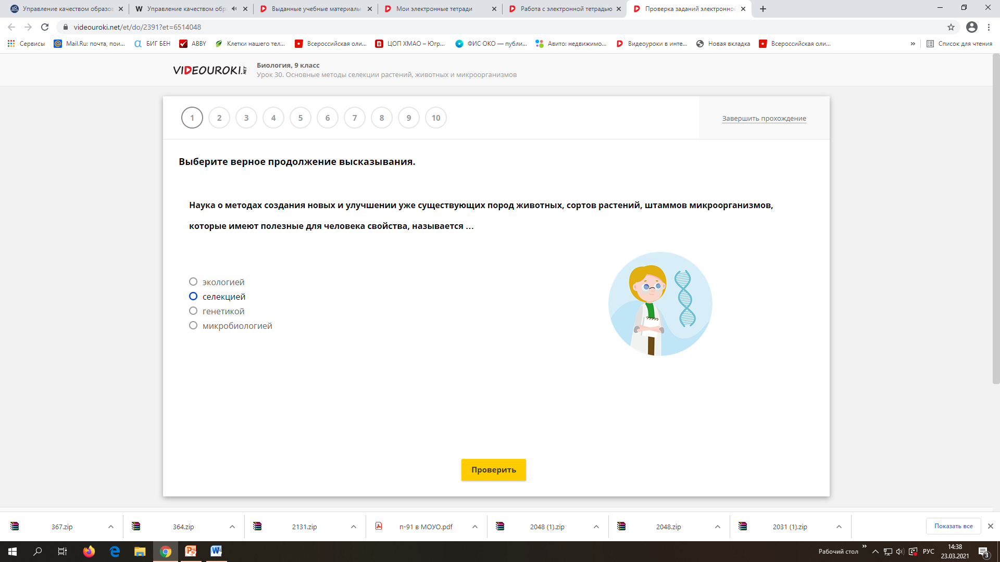 Управление качеством образов
Управление качеством обр
Выданные учебные материалы
Мои электронные тетради
Работа с электронной тетрадью
Проверка заданий электронной
videouroki.net/et/do/2391?et=6514048
Сервисы
Mail.Ru: почта, пои...
БИГ БЕН
ABBY
Клетки нашего тел...
Всероссийская оли...
ЦОП ХМАО – Югр...
ФИС ОКО — публи...
Авито: недвижимо...
Видеоуроки в инте...
Новая вкладка
Всероссийская оли...
»
Список для чтения
VIDEOUROKI.NET
Биология, 9 класс
Урок 30. Основные методы селекции растений, животных и микроорганизмов
1 2 3 4 5 6 7 8 9 10
Завершить прохождение
Выберите верное продолжение высказывания.
Наука о методах создания новых и улучшении уже существующих пород животных, сортов растений, штаммов микроорганизмов,
которые имеют полезные для человека свойства, называется ...
экологией
селекцией
генетикой
микробиологией
Проверить
367.zip
364.zip
2131.zip
п-91 в МОУО.pdf
2048 (1).zip
2048.zip
2031 (1).zip
Показать все
Рабочий стол
»
РУС
14:38
23.03.2021
3